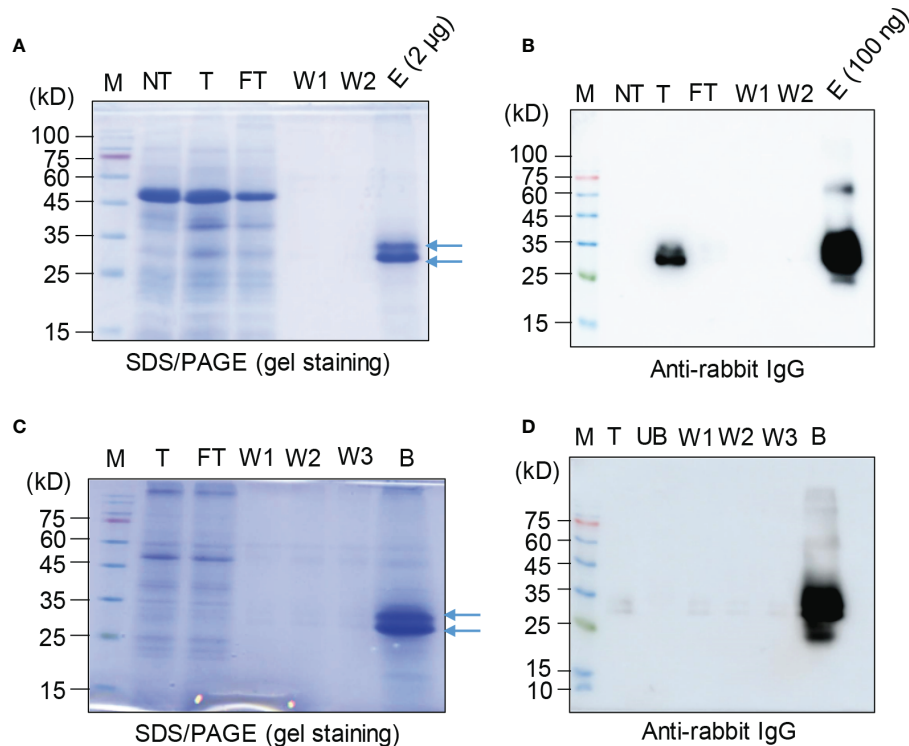 A
M NT T FT W1 W2 E (2 µg)
(kD)
100
75
60
45
35
25
15
SDS/PAGE (gel staining)
B
M NT T FT W1 W2 E (100 ng)
(kD)
100
75
60
45
35
25
15
Anti-rabbit IgG
C
M T FT W1 W2 W3 B
(kD)
75
60
45
35
25
15
SDS/PAGE (gel staining)
D
M T UB W1 W2 W3 B
(kD)
75
60
45
35
25
15
10
Anti-rabbit IgG